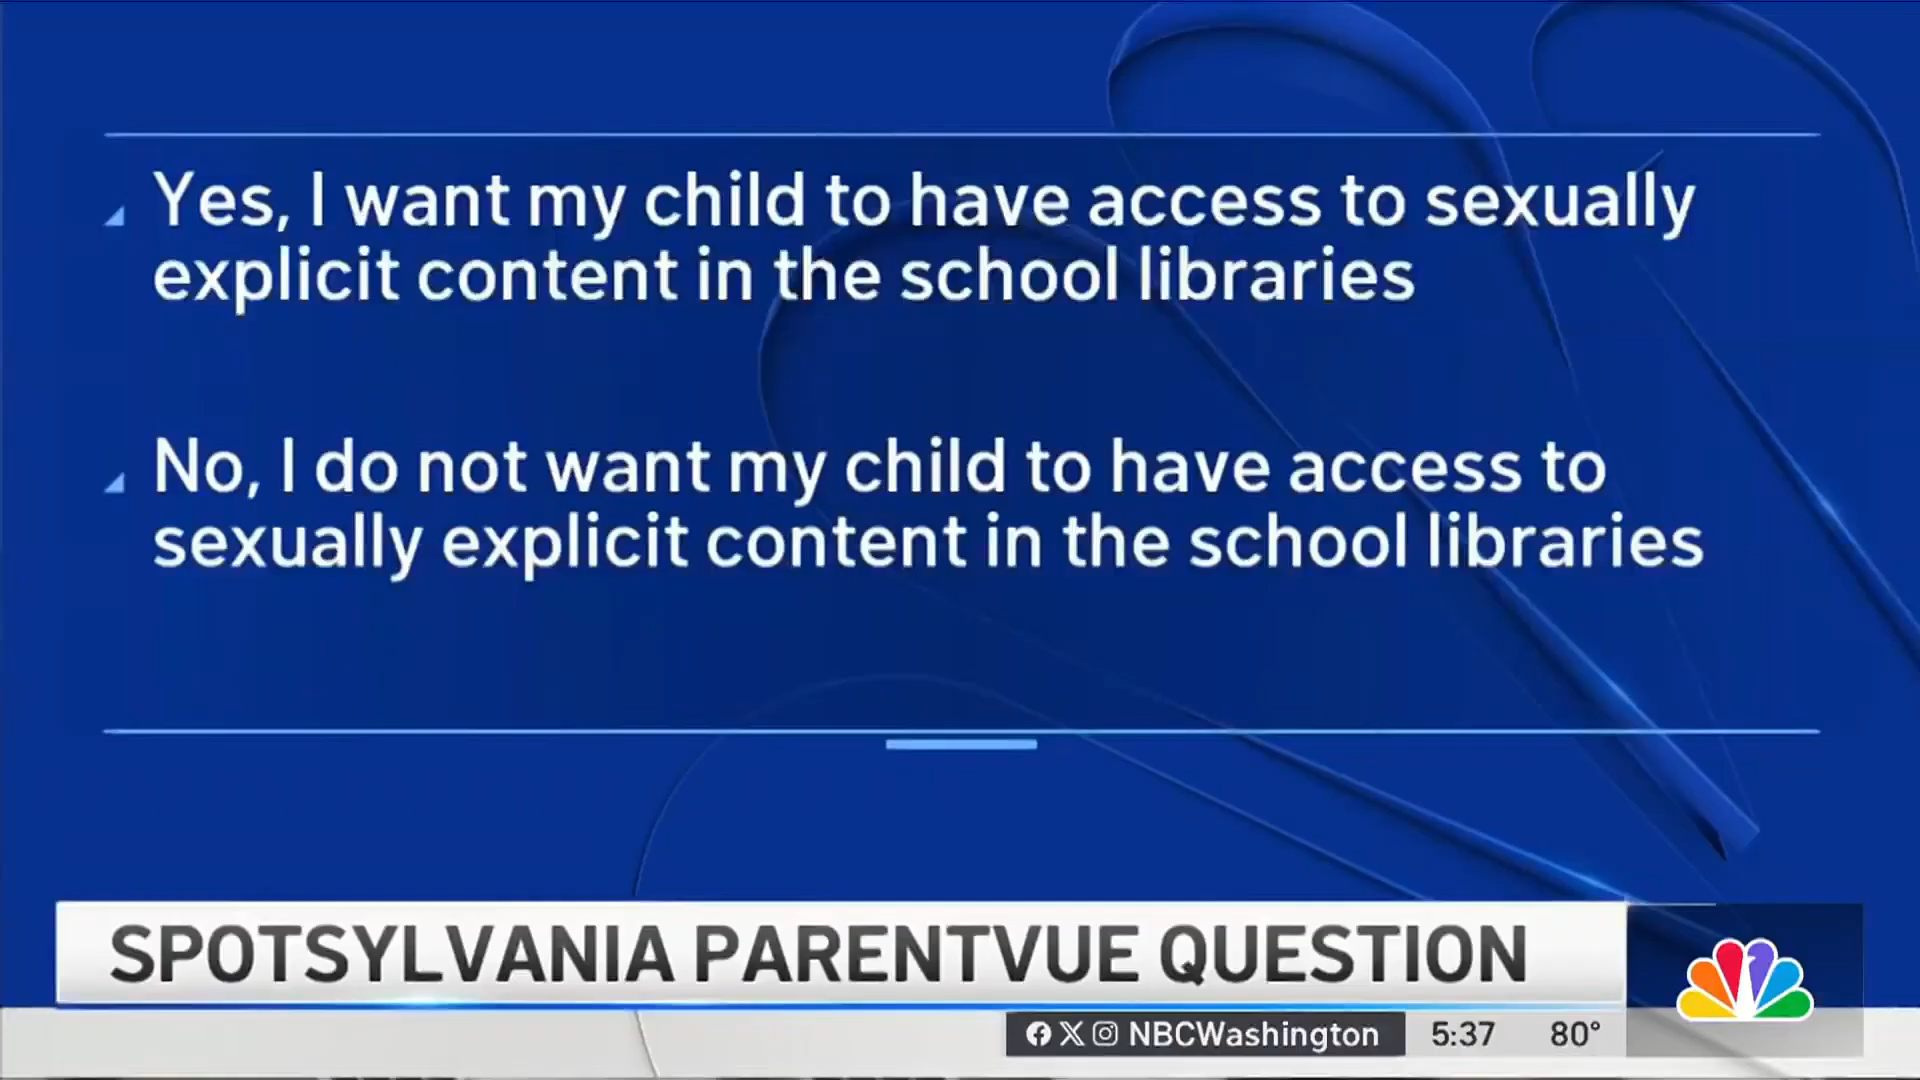 Yes, I want my child to have access to sexually
explicit content in the school libraries
No, I do not want my child to have access to
sexually explicit content in the school libraries
SPOTSYLVANIA PARENTVUE QUESTION
NBCWashington 5:37 80°